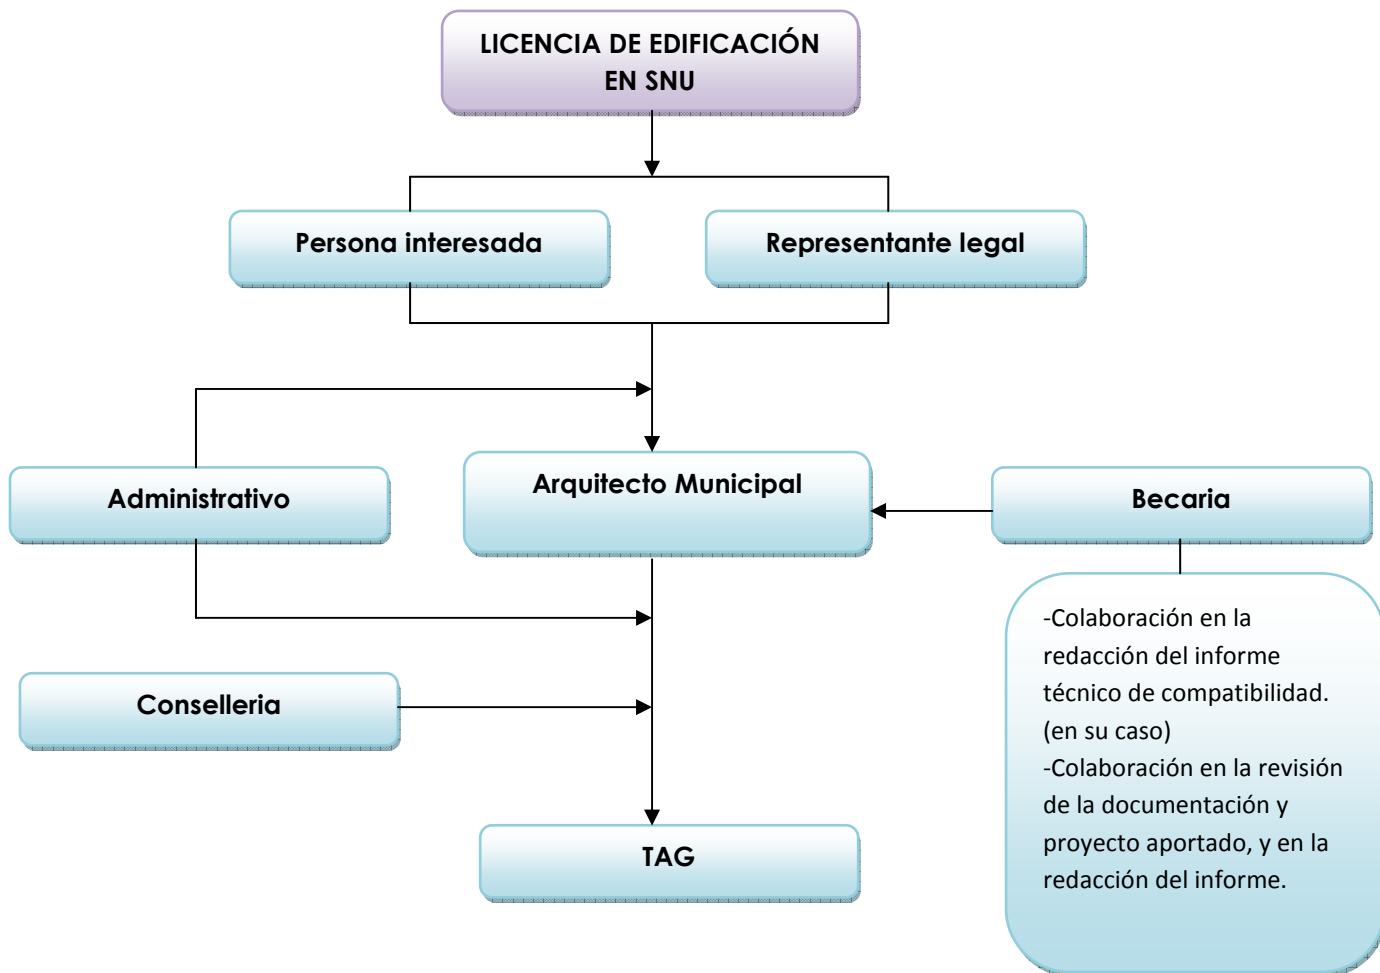 LICENCIA DE EDIFICACIÓN
EN SNU
Persona interesada
Representante legal
Administrativo
Arquitecto Municipal
Becaria
-Colaboración en la
redacción del informe
técnico de compatibilidad.
(en su caso)
-Colaboración en la revisión
de la documentación y
proyecto aportado, y en la
redacción del informe.
Conselleria
TAG